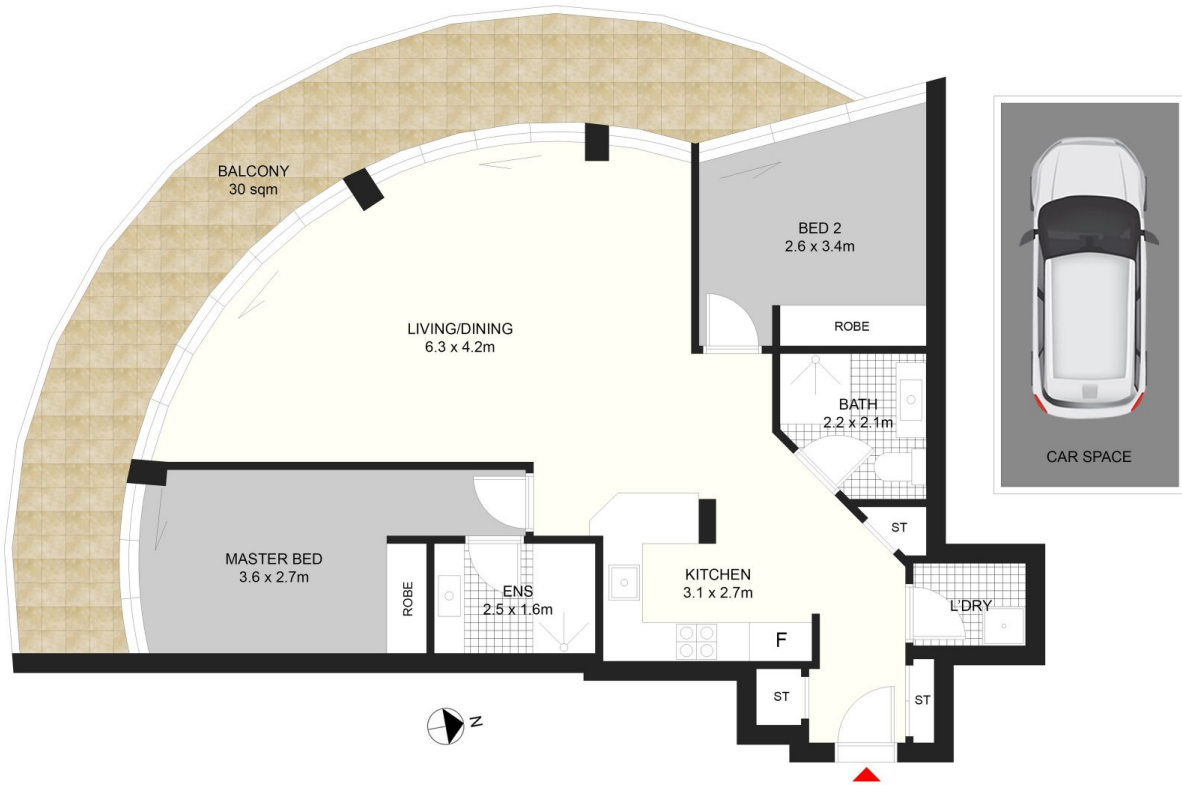 BALCONY
30 sqm
BED 2
2.6 x 3.4m
LIVING/DINING
6.3 x 4.2m
ROBE
BATH
2.2 x 2.1m
CAR SPACE
ST
MASTER BED
3.6 x 2.7m
ROBE
ENS
2.5 x 1.6m
KITCHEN
3.1 x 2.7m
L'DRY
F
ST
ST
N